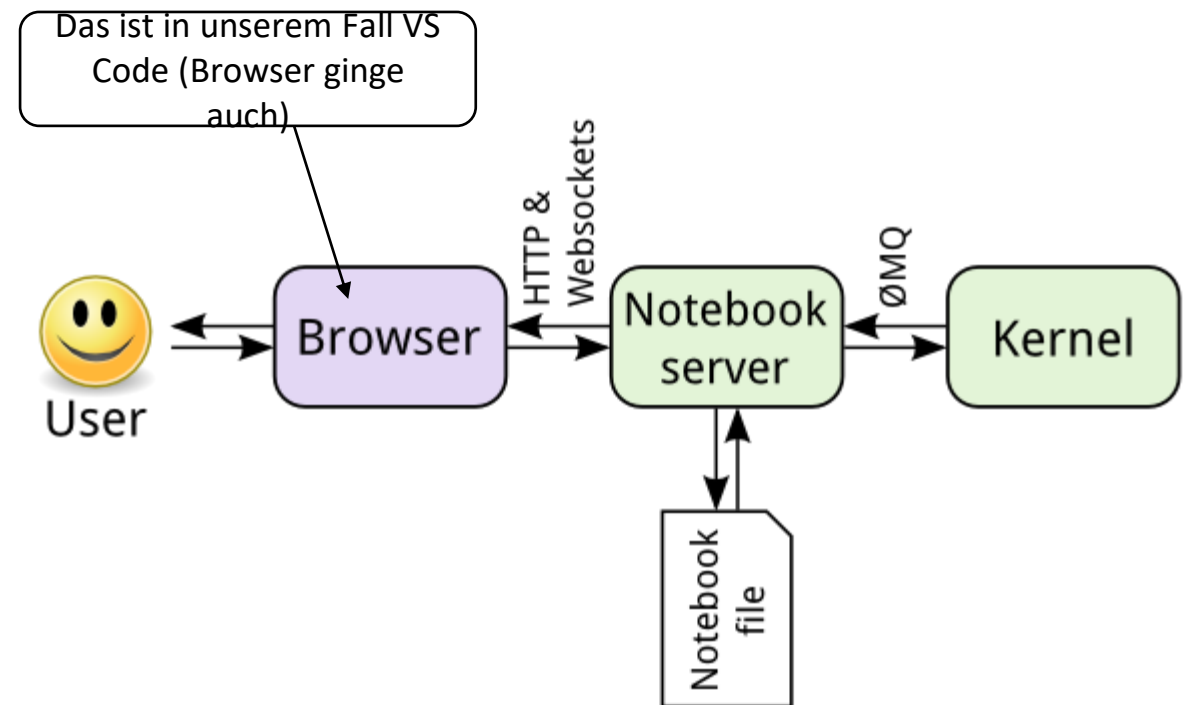 Das ist in unserem Fall VS
Code (Browser ginge
auch)
HTTP &
Websockets
ØMQ
User
Browser
Notebook
server
Kernel
Notebook
file